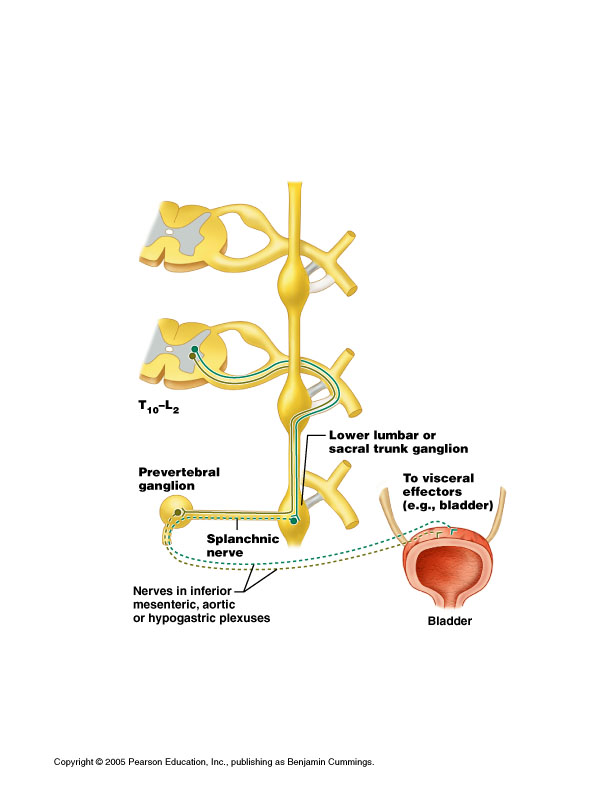 T10–L2
Lower lumbar or
sacral trunk ganglion
Prevertebral
ganglion
To visceral
effectors
(e.g., bladder)
Splanchnic
nerve
Nerves in inferior
mesenteric, aortic
or hypogastric plexuses
Bladder
Copyright © 2005 Pearson Education, Inc., publishing as Benjamin Cummings.